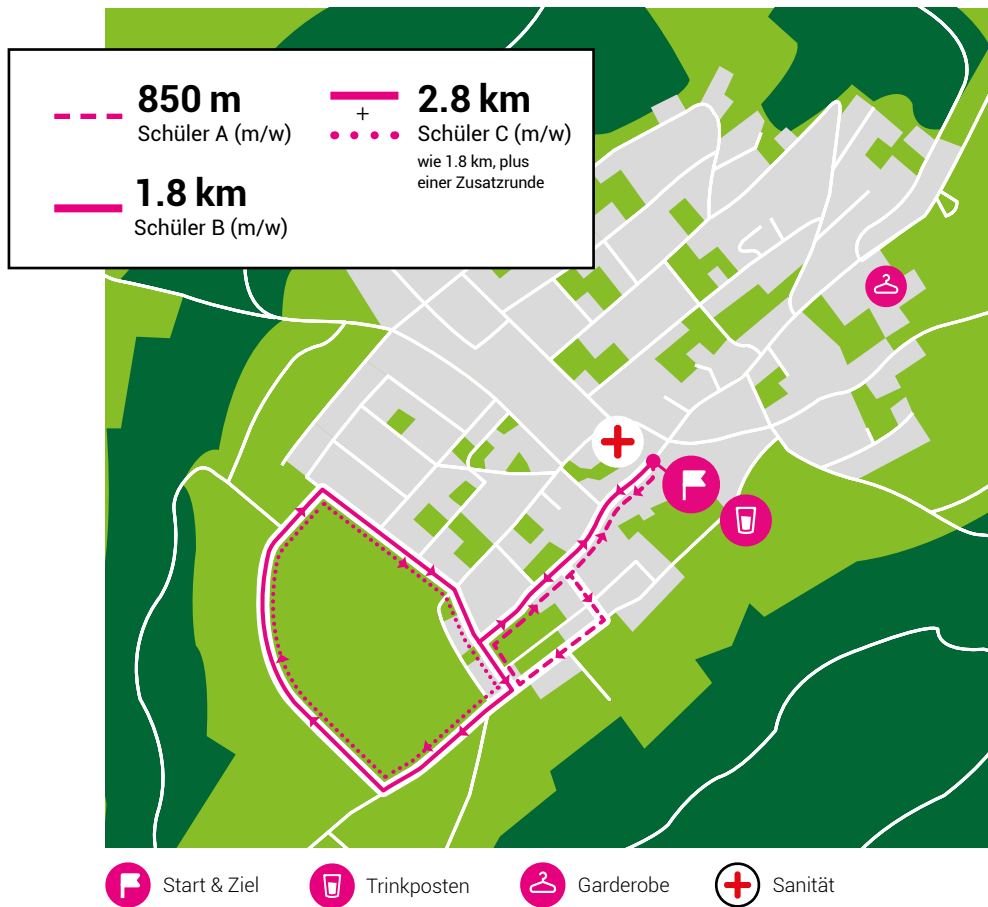 850 m
Schüler A (m/w)
1.8 km
Schüler B (m/w)
+
2.8 km
Schüler C (m/w)
wie 1.8 km, plus
einer Zusatzrunde
Start & Ziel
Trinkposten
Garderobe
Sanität